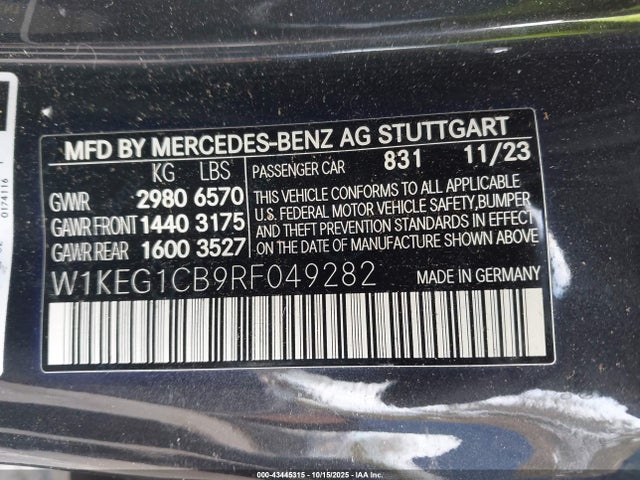 MFD BY MERCEDES-BENZ AG STUTTGART
KG LBS
GVWR 2980 6570
GAWR FRONT 1440 3175
GAWR REAR 1600 3527
PASSENGER CAR 831 11/23
THIS VEHICLE CONFORMS TO ALL APPLICABLE
U.S. FEDERAL MOTOR VEHICLE SAFETY,BUMPER
AND THEFT PREVENTION STANDARDS IN EFFECT
ON THE DATE OF MANUFACTURE SHOWN ABOVE.
W1KEG1CB9RF049282
MADE IN GERMANY
0174116
000-43445315 - 10/15/2025 - IAA Inc.